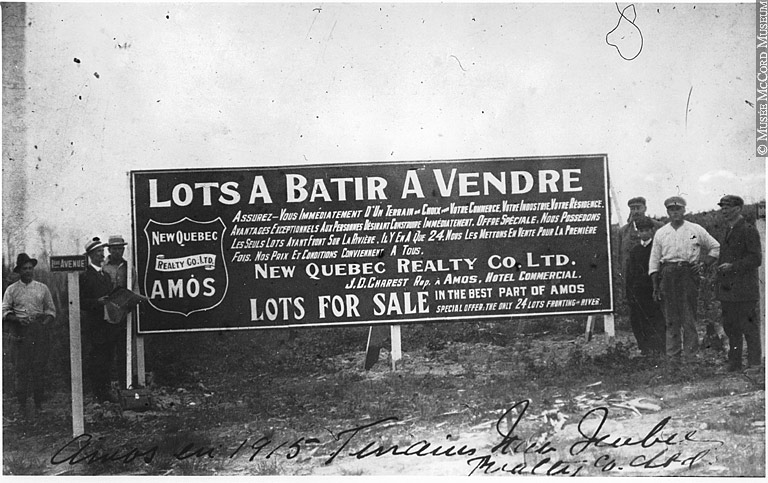 LOTS A BATIR A VENDRE
ASSUREZ-VOUS IMMÉDIATEMENT D'UN TERRAIN DE CHOIX POUR VOTRE COMMERCE, VOTRE INDUSTRIE, VOTRE RÉSIDENCE.
AVANTAGES EXCEPTIONNELS AUX PERSONNES DÉSIRANT CONSTRUIRE IMMÉDIATEMENT. OFFRE SPÉCIALE, NOUS POSSEDONS
LES SEULS LOTS AYANT FRONT SUR LA RIVIÈRE. IL Y EN A QUE 24. NOUS LES METTONS EN VENTE POUR LA PREMIÈRE
FOIS. NOS PRIX ET CONDITIONS CONVIENNENT A TOUS.
NEW QUEBEC REALTY CO. LTD.
J.D. CHAREST REP. À AMOS, HOTEL COMMERCIAL.
LOTS FOR SALE IN THE BEST PART OF AMOS
SPECIAL OFFER. THE ONLY 24 LOTS FRONTING RIVER.
NEW QUEBEC
REALTY CO. LTD.
AMOS
AVENUE
Amos en 1915 Terrains New Quebec
Realty Co. Ltd.
© MUSÉE MCCORD MUSEUM